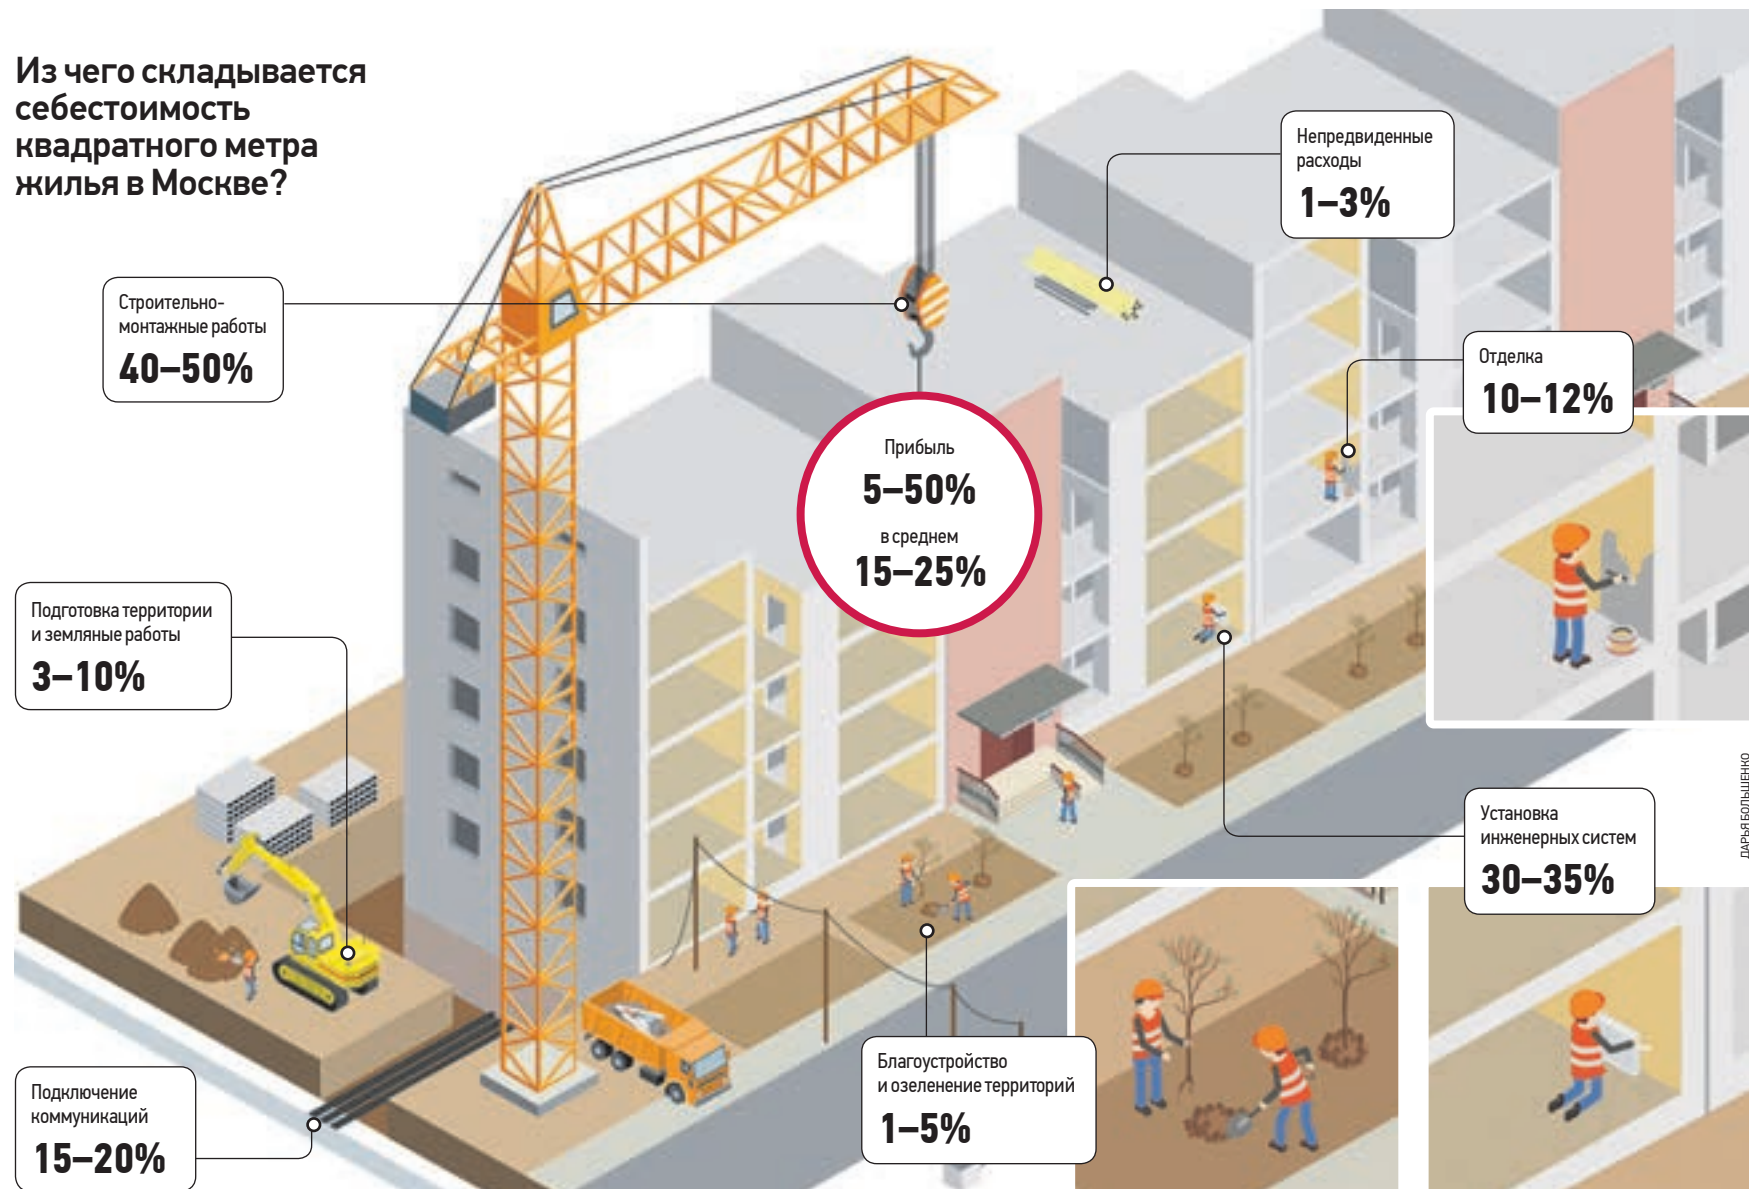 Из чего складывается
себестоимость
квадратного метра
жилья в Москве?
Непредвиденные
расходы
1–3%
Строительно-
монтажные работы
40–50%
Отделка
10–12%
Прибыль
5–50%
в среднем
15–25%
Подготовка территории
и земляные работы
3–10%
Установка
инженерных систем
30–35%
Благоустройство
и озеленение территорий
1–5%
Подключение
коммуникаций
15–20%
ДАРЬЯ БОЛЬШЕНКО